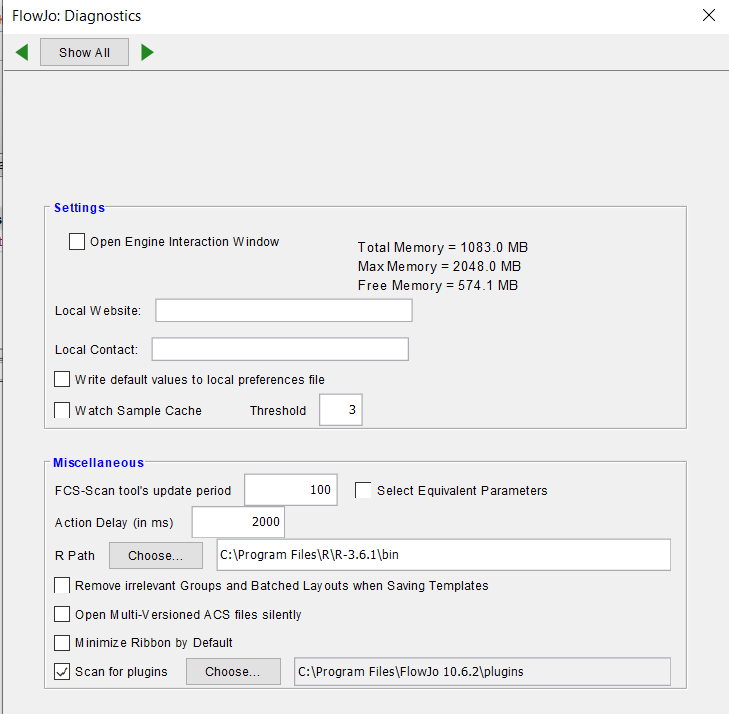 FlowJo: Diagnostics
Show All
Settings
Open Engine Interaction Window
Total Memory = 1083.0 MB
Max Memory = 2048.0 MB
Free Memory = 574.1 MB
Local Website:
Local Contact:
Write default values to local preferences file
Watch Sample Cache Threshold 3
Miscellaneous
FCS-Scan tool's update period 100 Select Equivalent Parameters
Action Delay (in ms) 2000
R Path Choose... C:\Program Files\R\R-3.6.1\bin
Remove irrelevant Groups and Batched Layouts when Saving Templates
Open Multi-Versioned ACS files silently
Minimize Ribbon by Default
Scan for plugins Choose... C:\Program Files\FlowJo 10.6.2\plugins